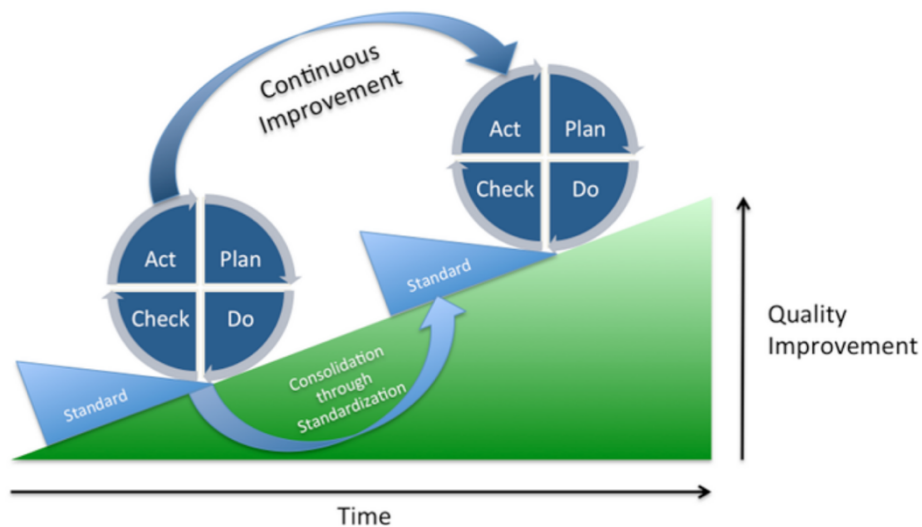 Continuous
Improvement
Act
Plan
Check
Do
Standard
Act
Plan
Check
Do
Standard
Consolidation
through
Standardization
Quality
Improvement
Time